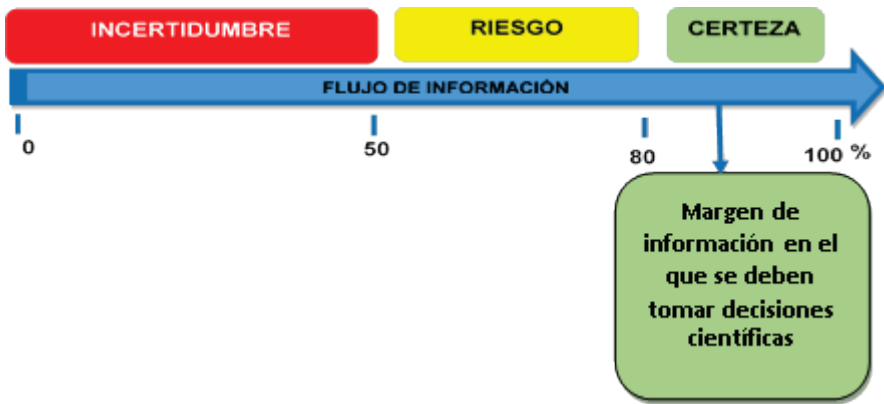 INCERTIDUMBRE
RIESGO
CERTEZA
FLUJO DE INFORMACIÓN
0
50
80
100 %
Margen de
información en el
que se deben
tomar decisiones
científicas